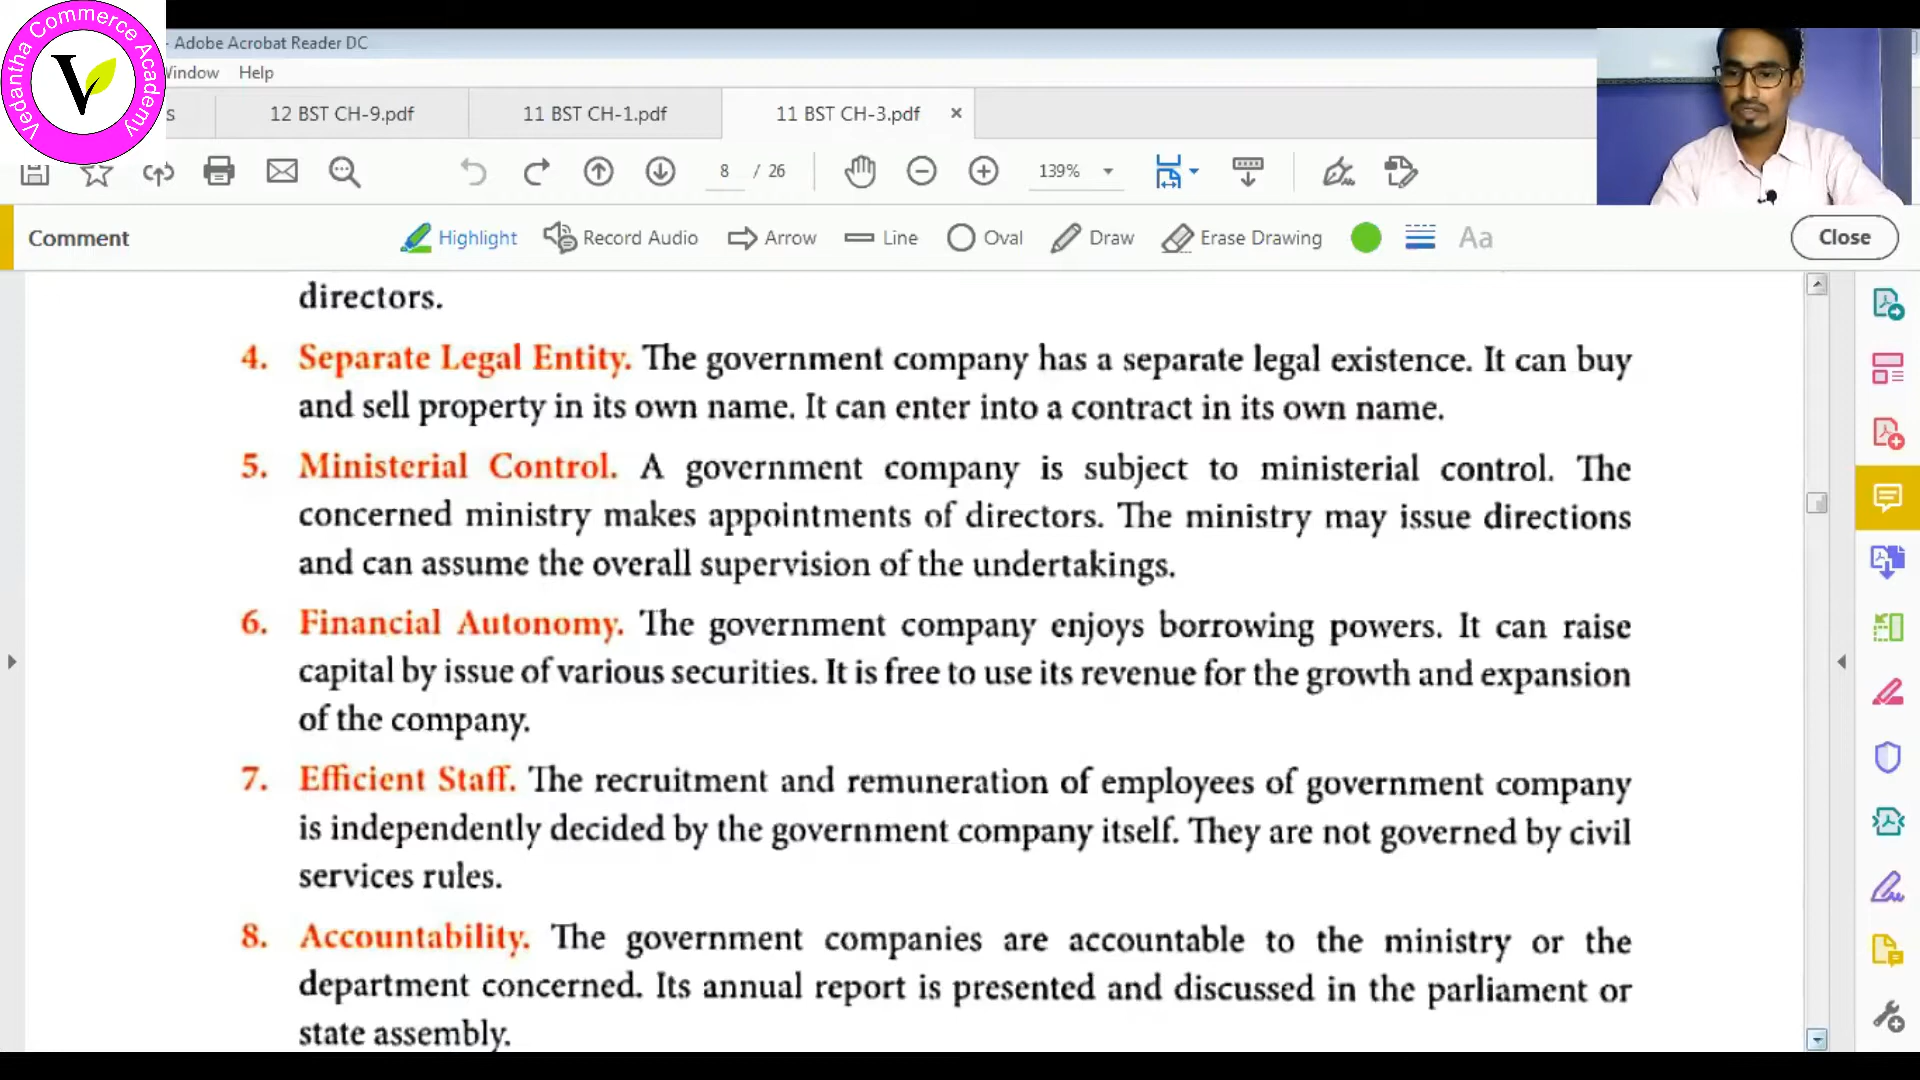 Vedantha Commerce Academy
V
- Adobe Acrobat Reader DC
Window Help
s 12 BST CH-9.pdf 11 BST CH-1.pdf 11 BST CH-3.pdf ×
8 / 26 139%
Comment Highlight Record Audio Arrow Line Oval Draw Erase Drawing Aa Close
directors.
4. Separate Legal Entity. The government company has a separate legal existence. It can buy
and sell property in its own name. It can enter into a contract in its own name.
5. Ministerial Control. A government company is subject to ministerial control. The
concerned ministry makes appointments of directors. The ministry may issue directions
and can assume the overall supervision of the undertakings.
6. Financial Autonomy. The government company enjoys borrowing powers. It can raise
capital by issue of various securities. It is free to use its revenue for the growth and expansion
of the company.
7. Efficient Staff. The recruitment and remuneration of employees of government company
is independently decided by the government company itself. They are not governed by civil
services rules.
8. Accountability. The government companies are accountable to the ministry or the
department concerned. Its annual report is presented and discussed in the parliament or
state assembly.